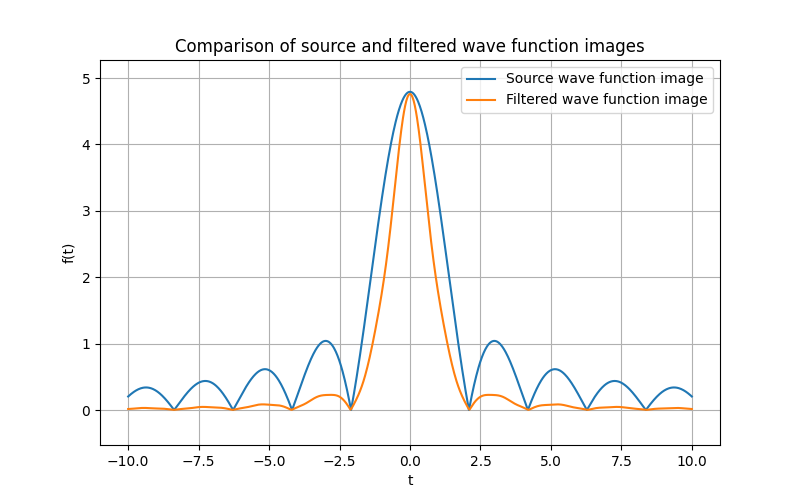 Comparison of source and filtered wave function images
Source wave function image
Filtered wave function image
5
4
3
2
1
0
f(t)
−10.0 −7.5 −5.0 −2.5 0.0 2.5 5.0 7.5 10.0
t